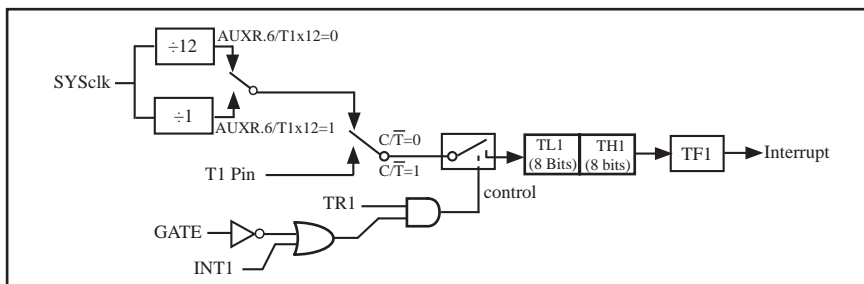 ÷12
AUXR.6/T1x12=0
SYSclk
÷1
AUXR.6/T1x12=1
C/T̅=0
C/T̅=1
T1 Pin
TL1
(8 Bits)
TH1
(8 bits)
TF1
Interrupt
control
TR1
GATE
INT1